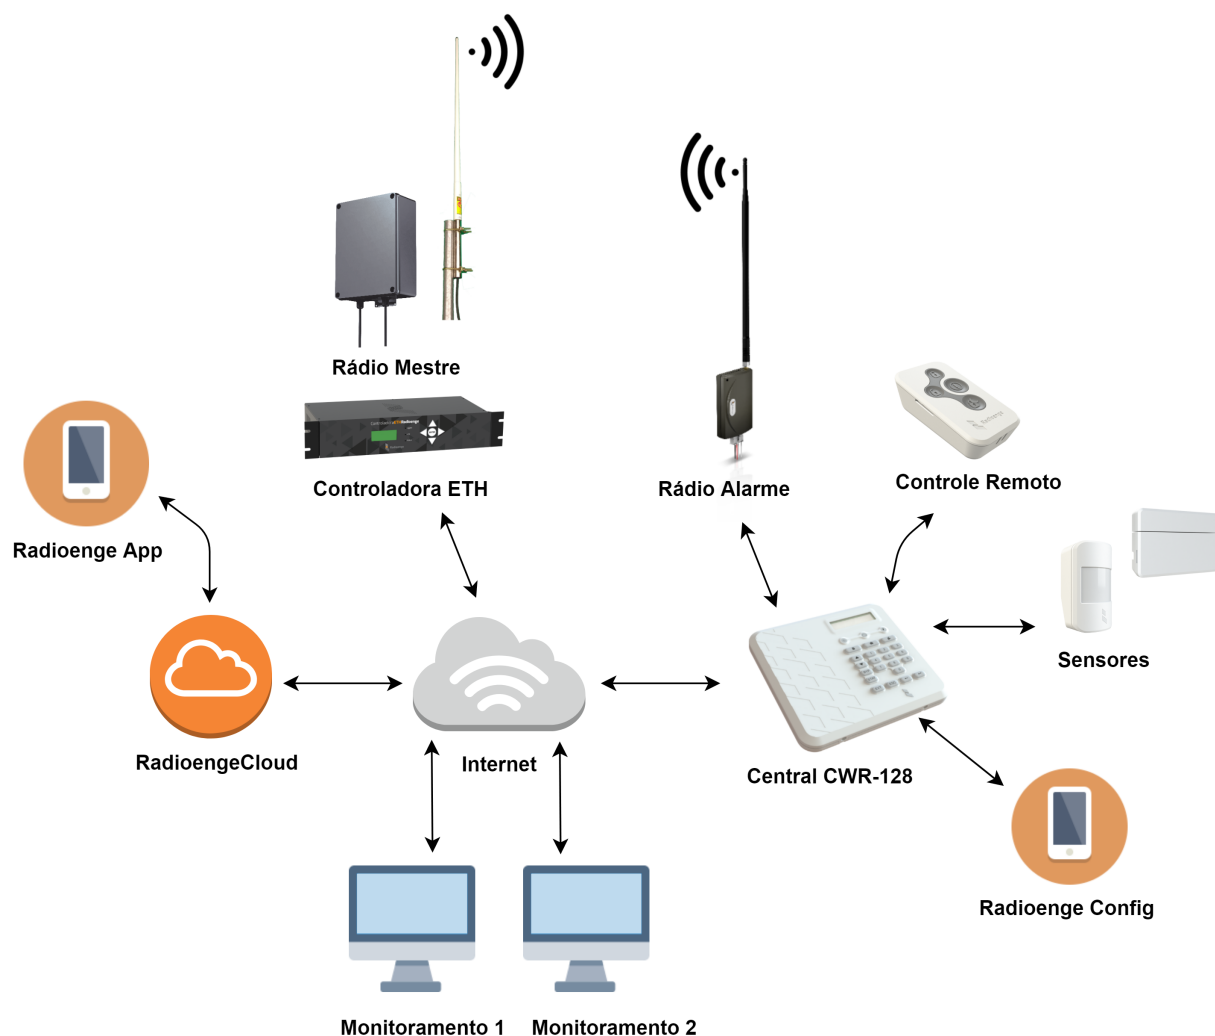 Rádio Mestre
Controladora ETH
Rádio Alarme
Controle Remoto
Radioenge App
Sensores
RadioengeCloud
Internet
Central CWR-128
Radioenge Config
Monitoramento 1
Monitoramento 2